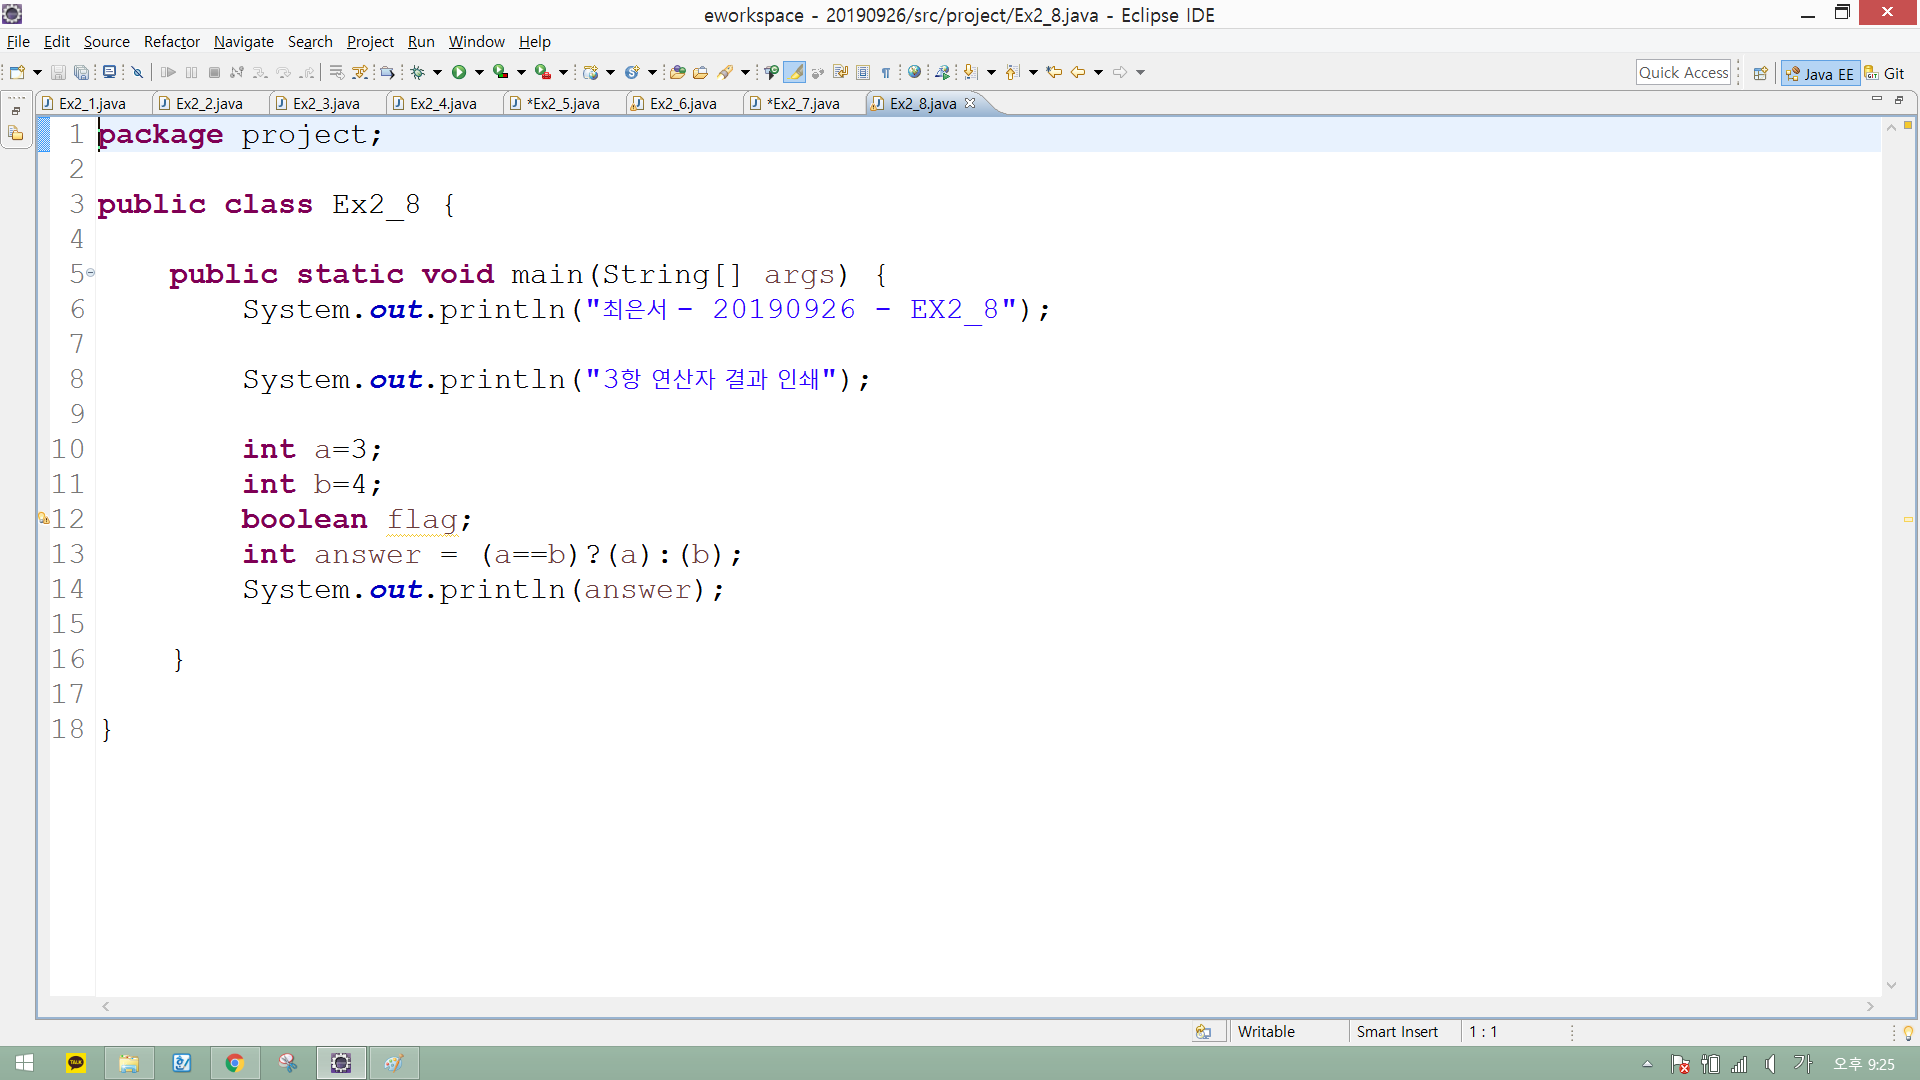 eworkspace - 20190926/src/project/Ex2_8.java - Eclipse IDE
File Edit Source Refactor Navigate Search Project Run Window Help
Quick Access Java EE Git
Ex2_1.java Ex2_2.java Ex2_3.java Ex2_4.java *Ex2_5.java Ex2_6.java *Ex2_7.java Ex2_8.java
1 package project;
2
3 public class Ex2_8 {
4
5 public static void main(String[] args) {
6 System.out.println("최은서 - 20190926 - EX2_8");
7
8 System.out.println("3항 연산자 결과 인쇄");
9
10 int a=3;
11 int b=4;
12 boolean flag;
13 int answer = (a==b)?(a):(b);
14 System.out.println(answer);
15
16 }
17
18 }
Writable Smart Insert 1 : 1
TALK 가 오후 9:25